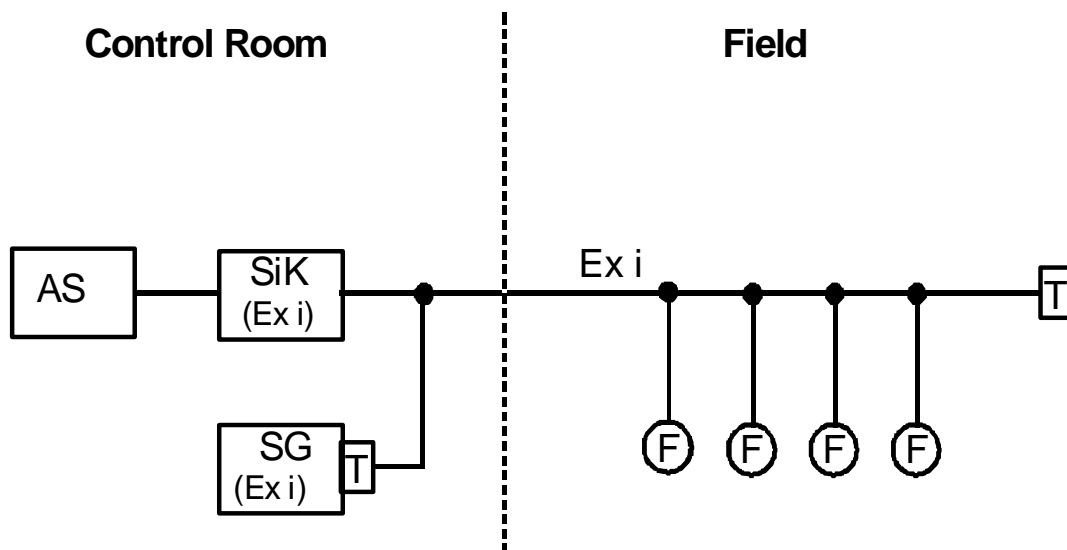 Control Room
Field
AS
SiK
(Ex i)
Ex i
T
SG
(Ex i)
T
F
F
F
F